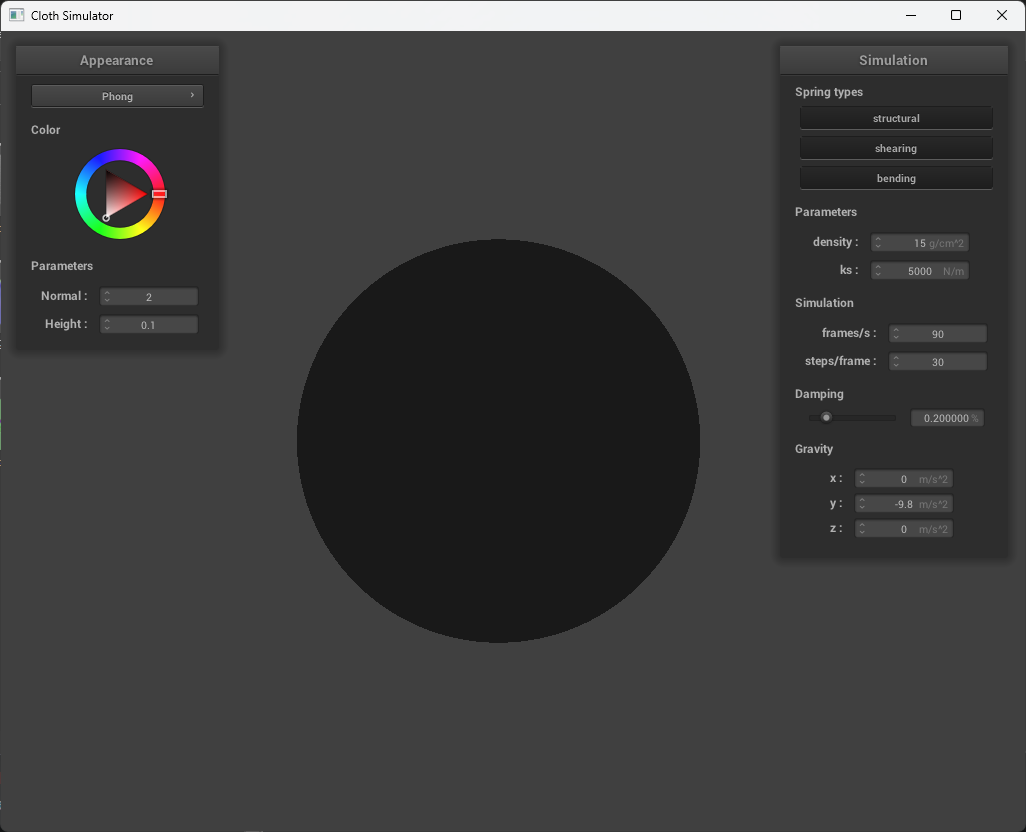 Cloth Simulator
Appearance
Phong
Color
Parameters
Normal : 2
Height : 0.1
Simulation
Spring types
structural
shearing
bending
Parameters
density : 15 g/cm^2
ks : 5000 N/m
Simulation
frames/s : 90
steps/frame : 30
Damping
0.200000 %
Gravity
x : 0 m/s^2
y : -9.8 m/s^2
z : 0 m/s^2